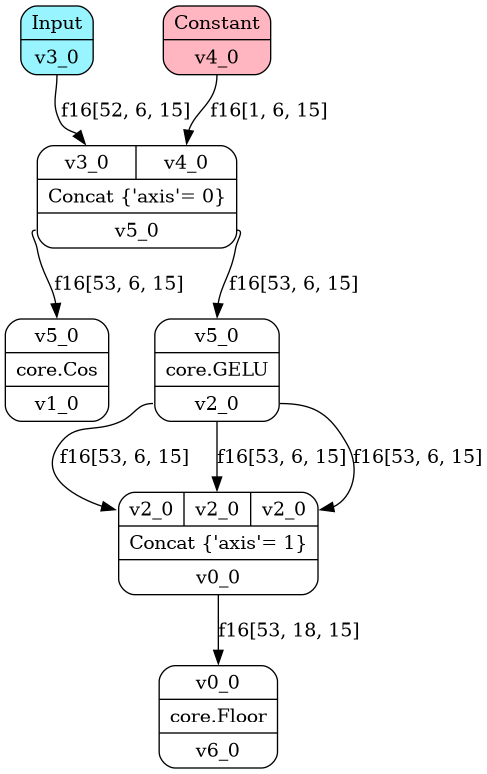 Input
Constant
v3_0
v4_0
f16[52, 6, 15]
f16[1, 6, 15]
v3_0
v4_0
Concat {'axis'= 0}
v5_0
f16[53, 6, 15]
f16[53, 6, 15]
v5_0
core.Cos
v1_0
v5_0
core.GELU
v2_0
f16[53, 6, 15]
f16[53, 6, 15]
f16[53, 6, 15]
v2_0
v2_0
v2_0
Concat {'axis'= 1}
v0_0
f16[53, 18, 15]
v0_0
core.Floor
v6_0